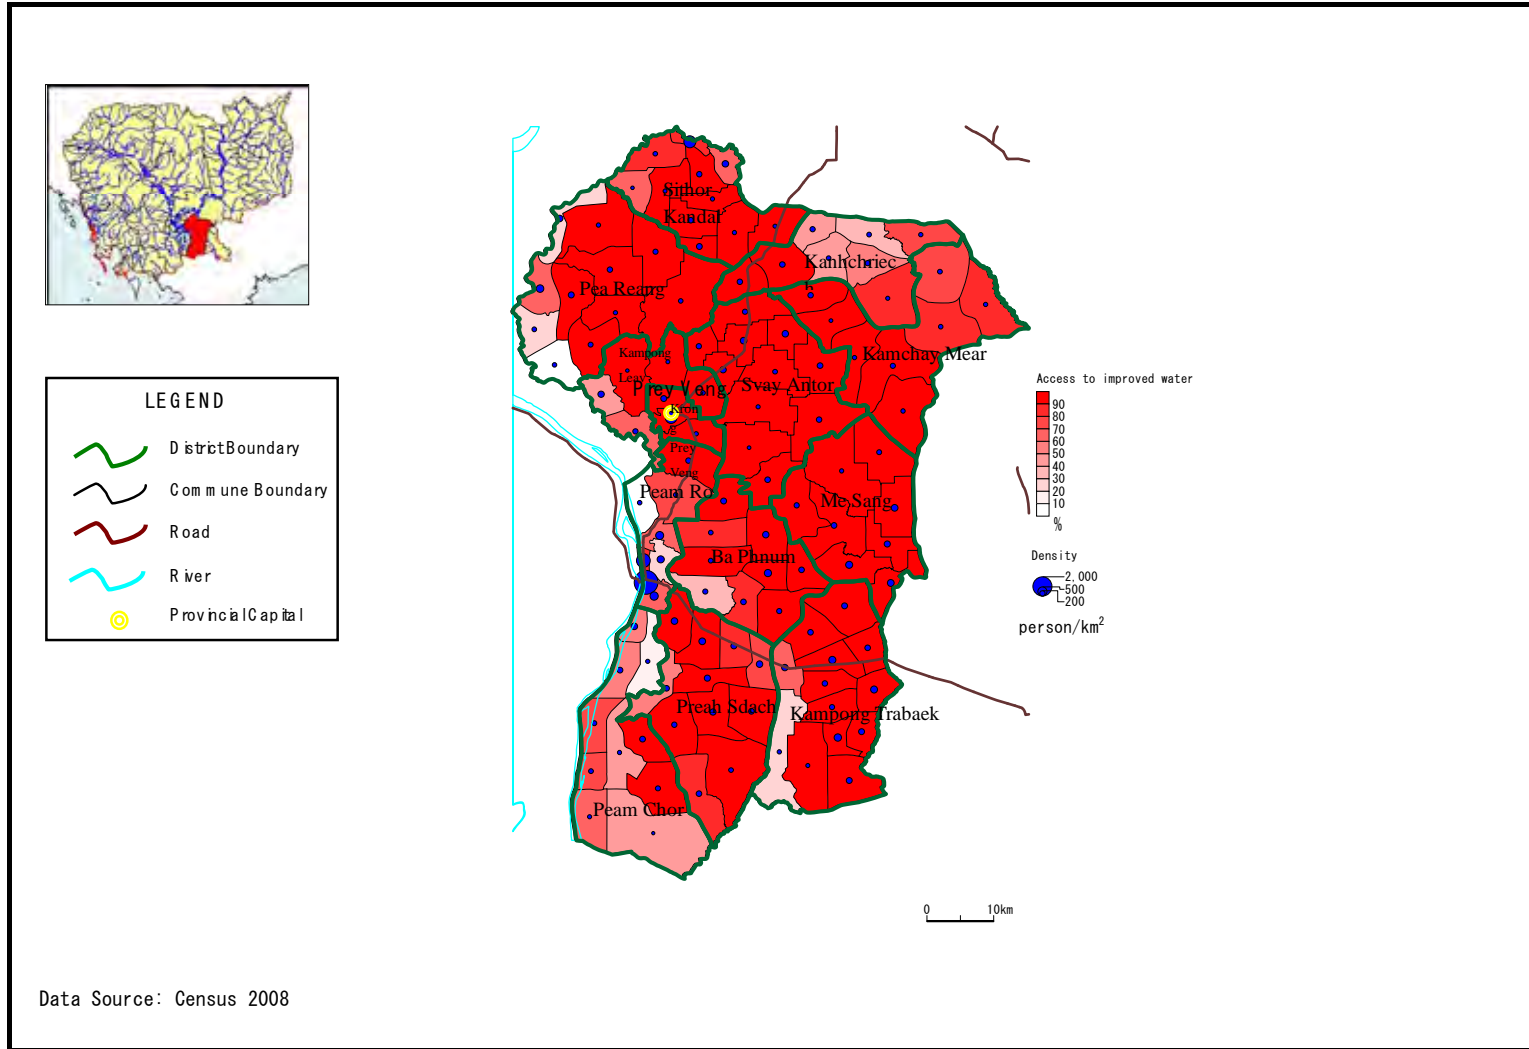 Sithor
Kandal
Kanhchriec
h
Pea Reang
Kampong
Leav
Kamchay Mear
Svay Antor
Prey Veng
Kron
g
Prey
Veng
Peam Ro
Me Sang
Ba Phnum
Preah Sdach
Kampong Trabaek
Peam Chor
LEGEND
District Boundary
Commune Boundary
Road
River
Provincial Capital
Access to improved water
90
80
70
60
50
40
30
20
10
%
Density
2,000
500
200
person/km²
0 10km
Data Source: Census 2008